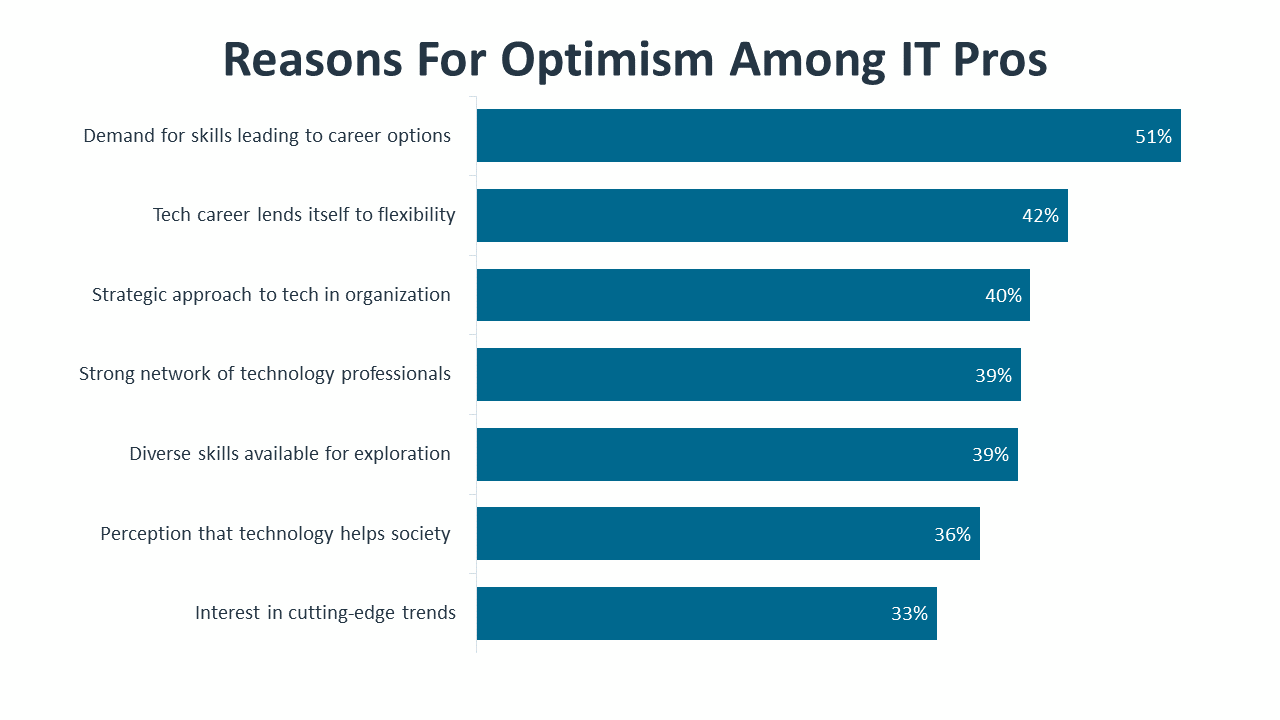 Reasons For Optimism Among IT Pros
Demand for skills leading to career options 51%
Tech career lends itself to flexibility 42%
Strategic approach to tech in organization 40%
Strong network of technology professionals 39%
Diverse skills available for exploration 39%
Perception that technology helps society 36%
Interest in cutting-edge trends 33%